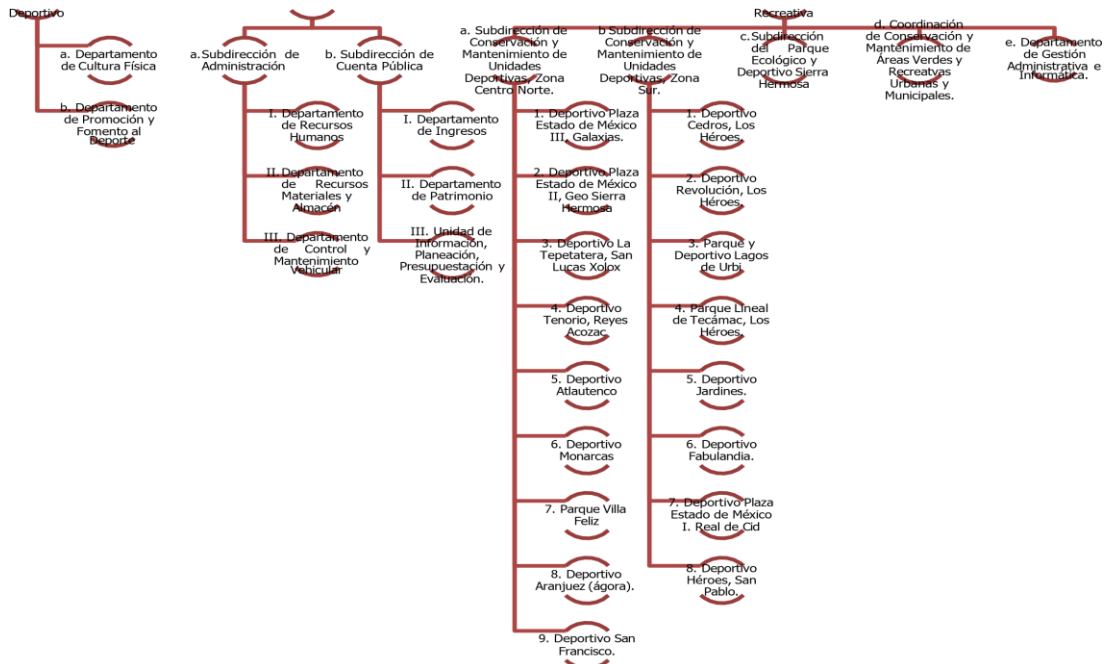 Deportivo
a. Departamento
de Cultura Física
b. Departamento
de Promoción y
Fomento al
Deporte
a.Subdirección de
Administración
I. Departamento
de Recursos
Humanos
II. Departamento
de Recursos
Materiales y
Almacén
III. Departamento
de Control y
Mantenimiento
Vehicular
b. Subdirección de
Cuenta Pública
I. Departamento
de Ingresos
II. Departamento
de Patrimonio
III. Unidad de
Información,
Planeación,
Presupuestación y
Evaluación.
Recreativa
a. Subdirección de
Conservación y
Mantenimiento de
Unidades
Deportivas, Zona
Centro Norte.
1. Deportivo Plaza
Estado de México
III, Galaxias.
2. Deportivo Plaza
Estado de México
II, Geo Sierra
Hermosa
3. Deportivo La
Tepetatera, San
Lucas Xolox
4. Deportivo
Tenorio, Reyes
Acozac
5. Deportivo
Atlautenco
6. Deportivo
Monarcas
7. Parque Villa
Feliz
8. Deportivo
Aranjuez (ágora).
9. Deportivo San
Francisco.
b Subdirección de
Conservación y
Mantenimiento de
Unidades
Deportivas, Zona
Sur.
1. Deportivo
Cedros, Los
Héroes.
2. Deportivo
Revolución, Los
Héroes.
3. Parque y
Deportivo Lagos
de Urbi
4. Parque Lineal
de Tecámac, Los
Héroes.
5. Deportivo
Jardines.
6. Deportivo
Fabulandia.
7. Deportivo Plaza
Estado de México
I. Real de Cid
8. Deportivo
Héroes, San
Pablo.
c.Subdirección
del Parque
Ecológico y
Deportivo Sierra
Hermosa
d. Coordinación
de Conservación y
Mantenimiento de
Áreas Verdes y
Recreatvas
Urbanas y
Municipales.
e. Departamento
de Gestión
Administrativa e
Informática.